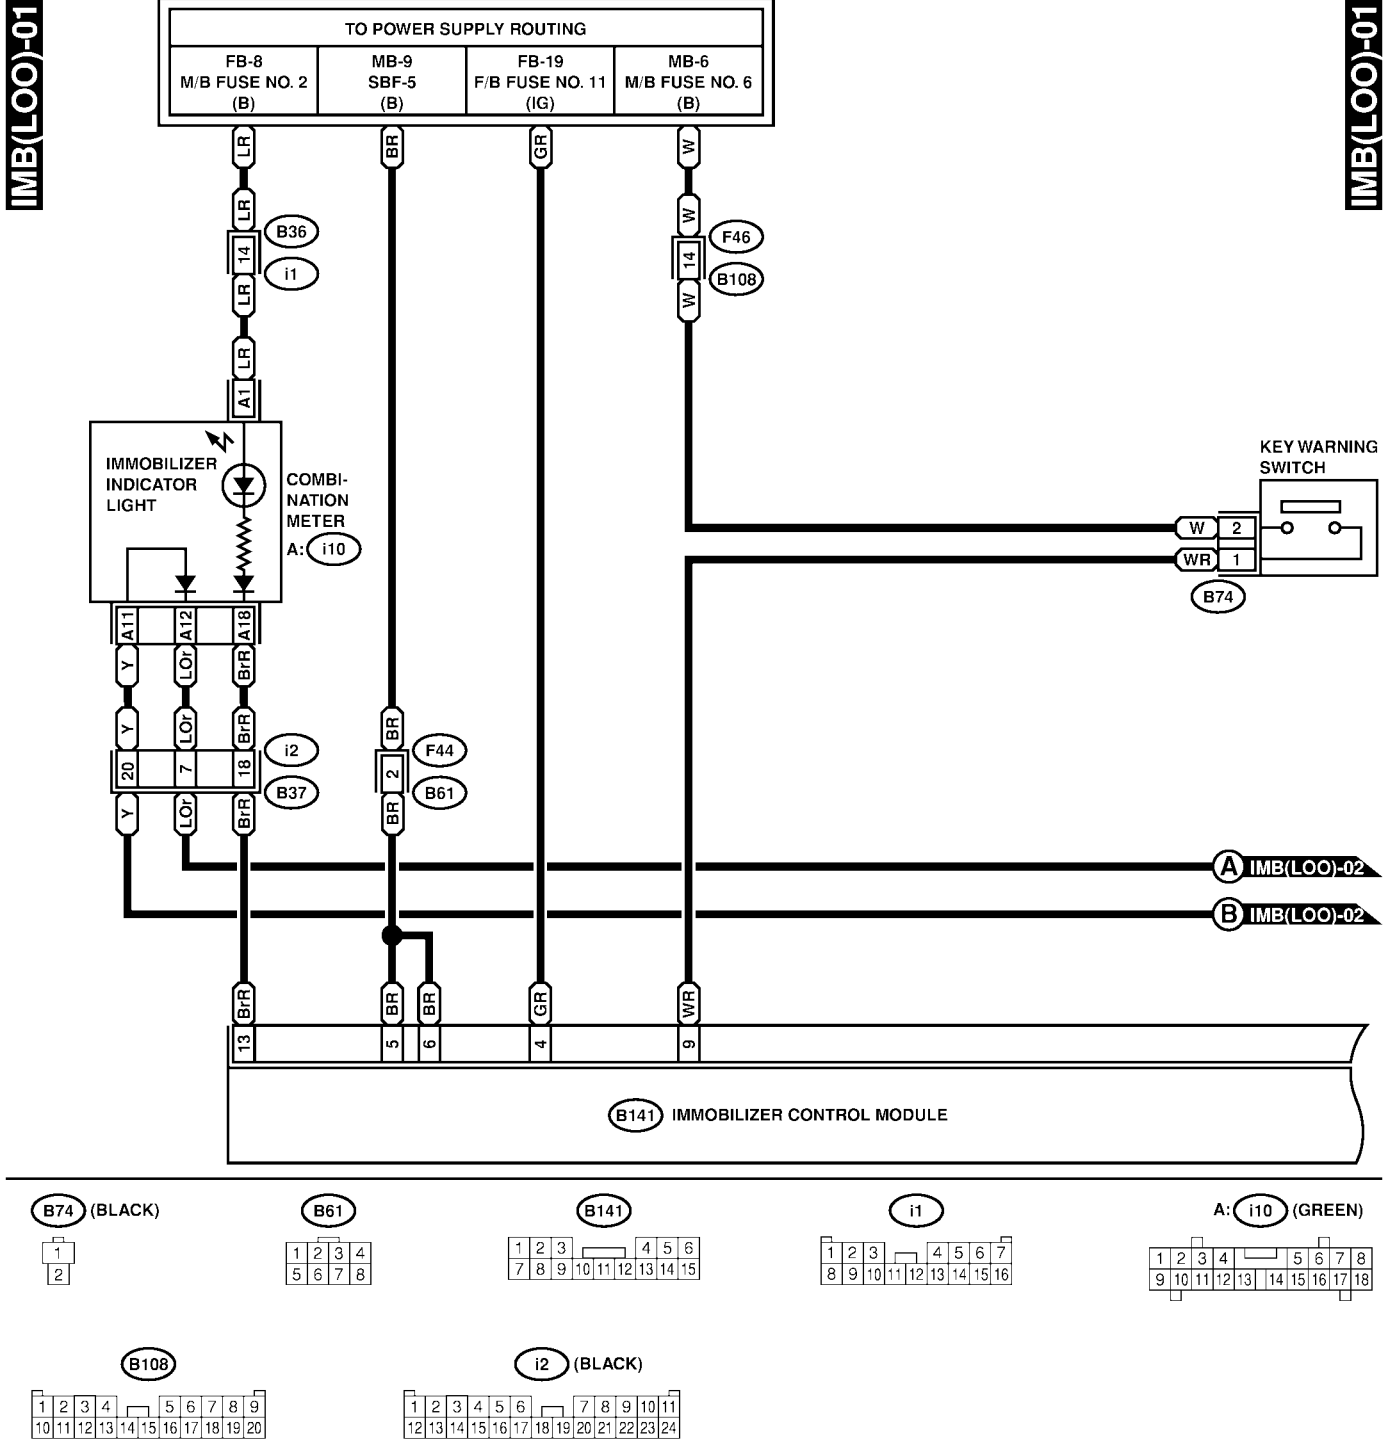 IMB(LOO)-01
IMB(LOO)-01
TO POWER SUPPLY ROUTING
FB-8
M/B FUSE NO. 2
(B)
MB-9
SBF-5
(B)
FB-19
F/B FUSE NO. 11
(IG)
MB-6
M/B FUSE NO. 6
(B)
LR
BR
GR
W
LR
W
14
B36
i1
14
F46
B108
LR
W
LR
A1
IMMOBILIZER
INDICATOR
LIGHT
COMBI-
NATION
METER
A: i10
KEY WARNING
SWITCH
W 2
WR 1
B74
A11 A12 A18
Y LOr BrR
Y LOr BrR
BR
20 7 18
i2
B37
2
F44
B61
Y LOr BrR
BR
A IMB(LOO)-02
B IMB(LOO)-02
BrR BR BR GR WR
13 5 6 4 9
B141 IMMOBILIZER CONTROL MODULE
B74 (BLACK)
1
2
B61
1 2 3 4
5 6 7 8
B141
1 2 3 4 5 6
7 8 9 10 11 12 13 14 15
i1
1 2 3 4 5 6 7
8 9 10 11 12 13 14 15 16
A: i10 (GREEN)
1 2 3 4 5 6 7 8
9 10 11 12 13 14 15 16 17 18
B108
1 2 3 4 5 6 7 8 9
10 11 12 13 14 15 16 17 18 19 20
i2 (BLACK)
1 2 3 4 5 6 7 8 9 10 11
12 13 14 15 16 17 18 19 20 21 22 23 24